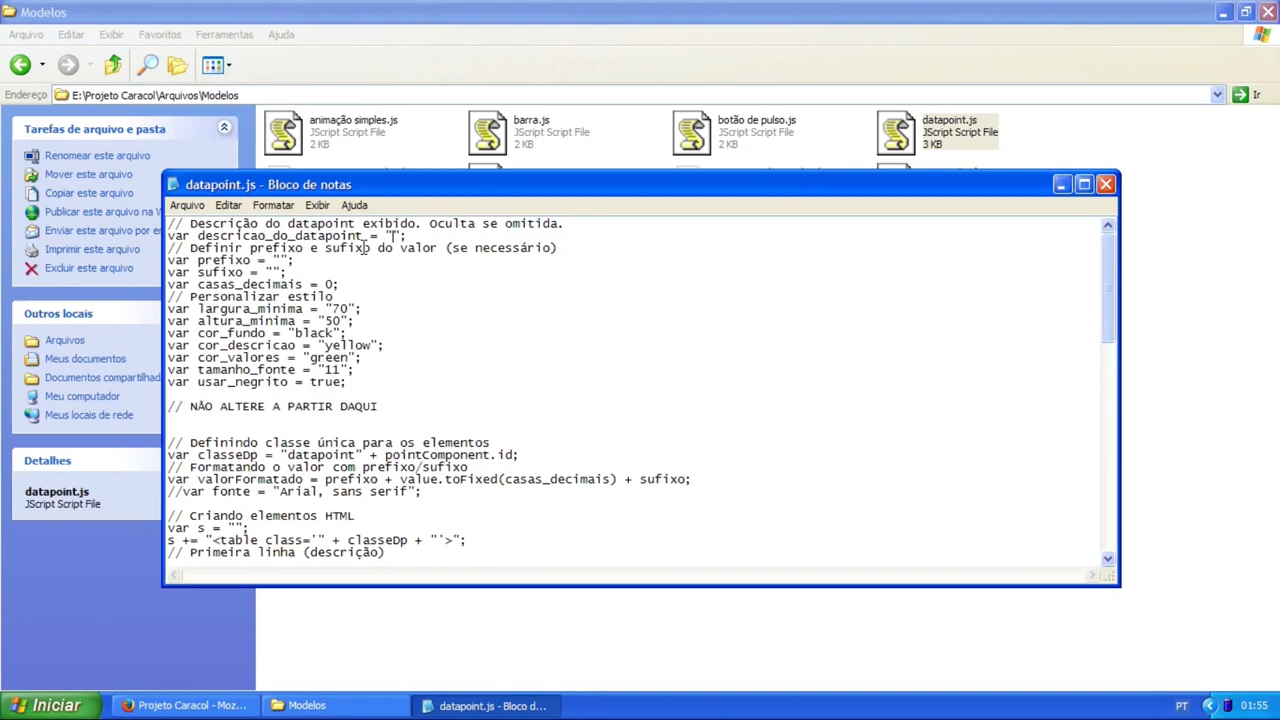 Modelos
Arquivo Editar Exibir Favoritos Ferramentas Ajuda
Endereço E:\Projeto Caracol\Arquivos\Modelos Ir
Tarefas de arquivo e pasta
Renomear este arquivo
Mover este arquivo
Copiar este arquivo
Publicar este arquivo na W
Enviar este arquivo por em
Imprimir este arquivo
Excluir este arquivo
Outros locais
Arquivos
Meus documentos
Documentos compartilhad
Meu computador
Meus locais de rede
Detalhes
datapoint.js
JScript Script File
animação simples.js
JScript Script File
2 KB
barra.js
JScript Script File
2 KB
botão de pulso.js
JScript Script File
2 KB
datapoint.js
JScript Script File
3 KB
datapoint.js - Bloco de notas
Arquivo Editar Formatar Exibir Ajuda
// Descrição do datapoint exibido. Oculta se omitida.
var descricao_do_datapoint = "";
// Definir prefixo e sufixo do valor (se necessário)
var prefixo = "";
var sufixo = "";
var casas_decimais = 0;
// Personalizar estilo
var largura_minima = "70";
var altura_minima = "50";
var cor_fundo = "black";
var cor_descricao = "yellow";
var cor_valores = "green";
var tamanho_fonte = "11";
var usar_negrito = true;
// NÃO ALTERE A PARTIR DAQUI
// Definindo classe única para os elementos
var classeDp = "datapoint" + pointComponent.id;
// Formatando o valor com prefixo/sufixo
var valorFormatado = prefixo + value.toFixed(casas_decimais) + sufixo;
//var fonte = "Arial, sans serif";
// Criando elementos HTML
var s = "";
s += "<table class='" + classeDp + "'>";
// Primeira linha (descrição)
Iniciar Projeto Caracol - Moz... Modelos datapoint.js - Bloco d... PT 01:55